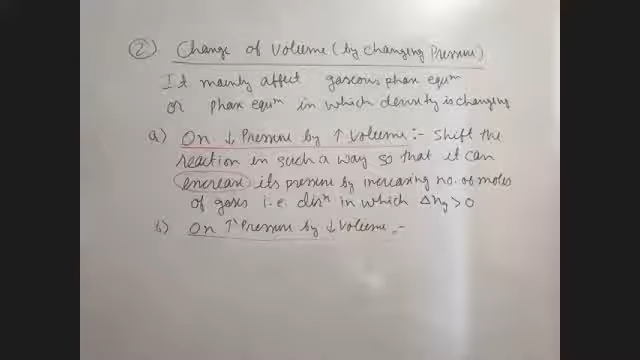 ② Change of Volume (by changing Pressure)
It mainly affect gaseous phase equm
or phase equm in which density is changing
a) On ↓ Pressure by ↑ Volume :- Shift the
reaction in such a way so that it can
encrease its pressure by increasing no. of moles
of gases i.e. dirn in which Δng > 0
b) On ↑ Pressure by ↓ Volume :-